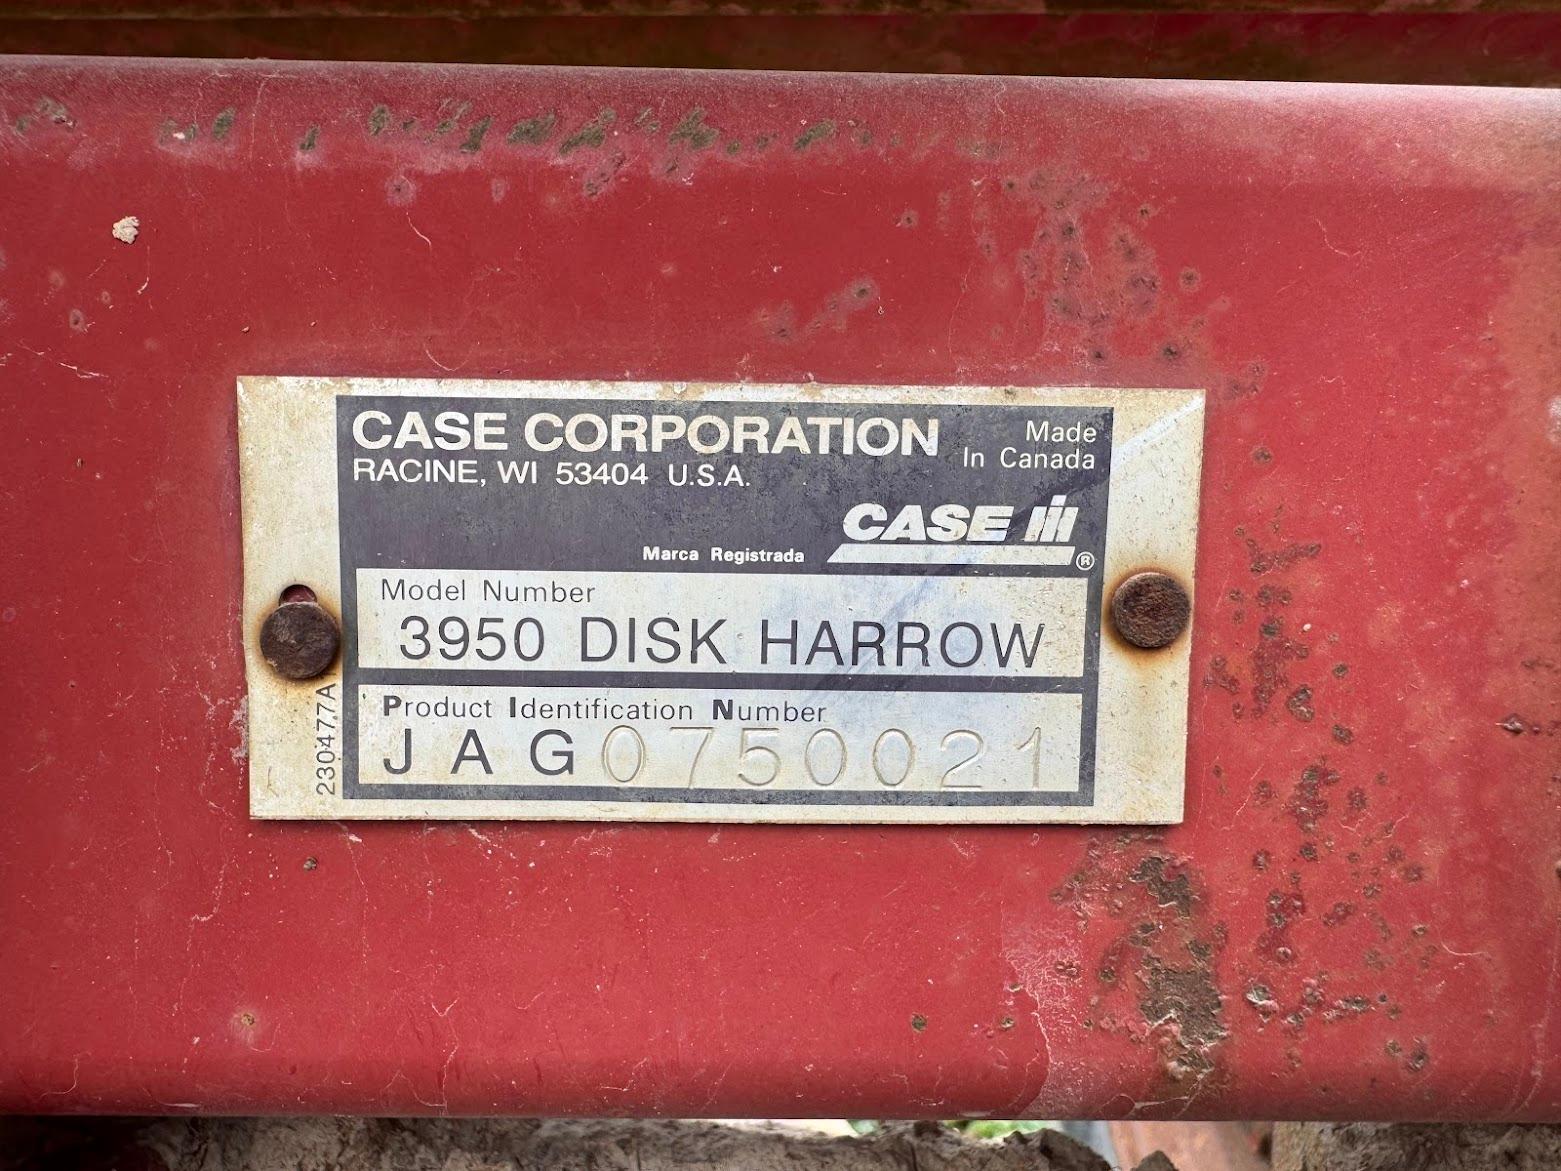 CASE CORPORATION
RACINE, WI 53404 U.S.A.
Made
In Canada
CASE IH
®
Marca Registrada
Model Number
3950 DISK HARROW
Product Identification Number
JAG0750021
230477A